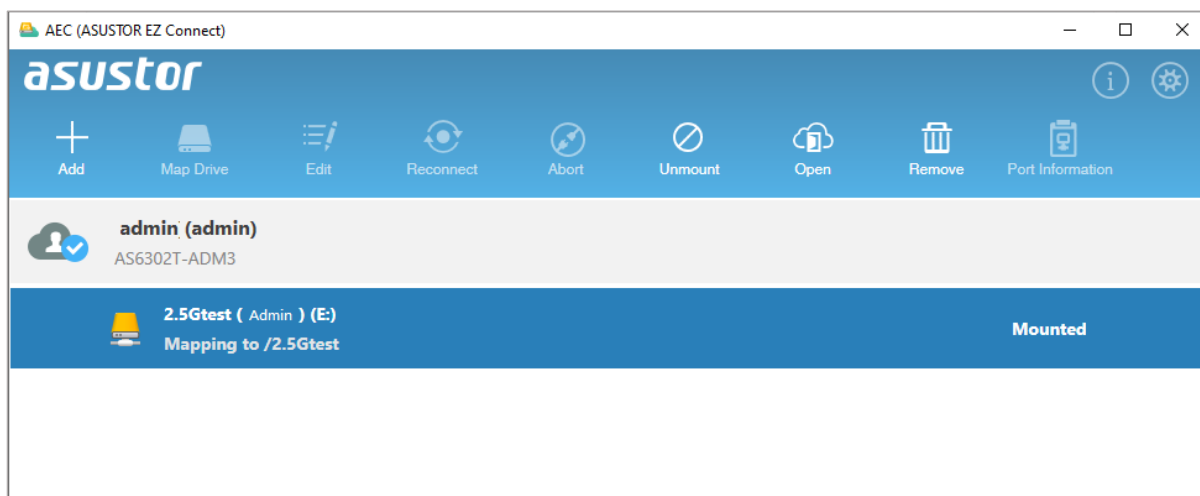 AEC (ASUSTOR EZ Connect)
asustor
Add Map Drive Edit Reconnect Abort Unmount Open Remove Port Information
admin (admin)
AS6302T-ADM3
2.5Gtest ( Admin ) (E:)
Mapping to /2.5Gtest
Mounted